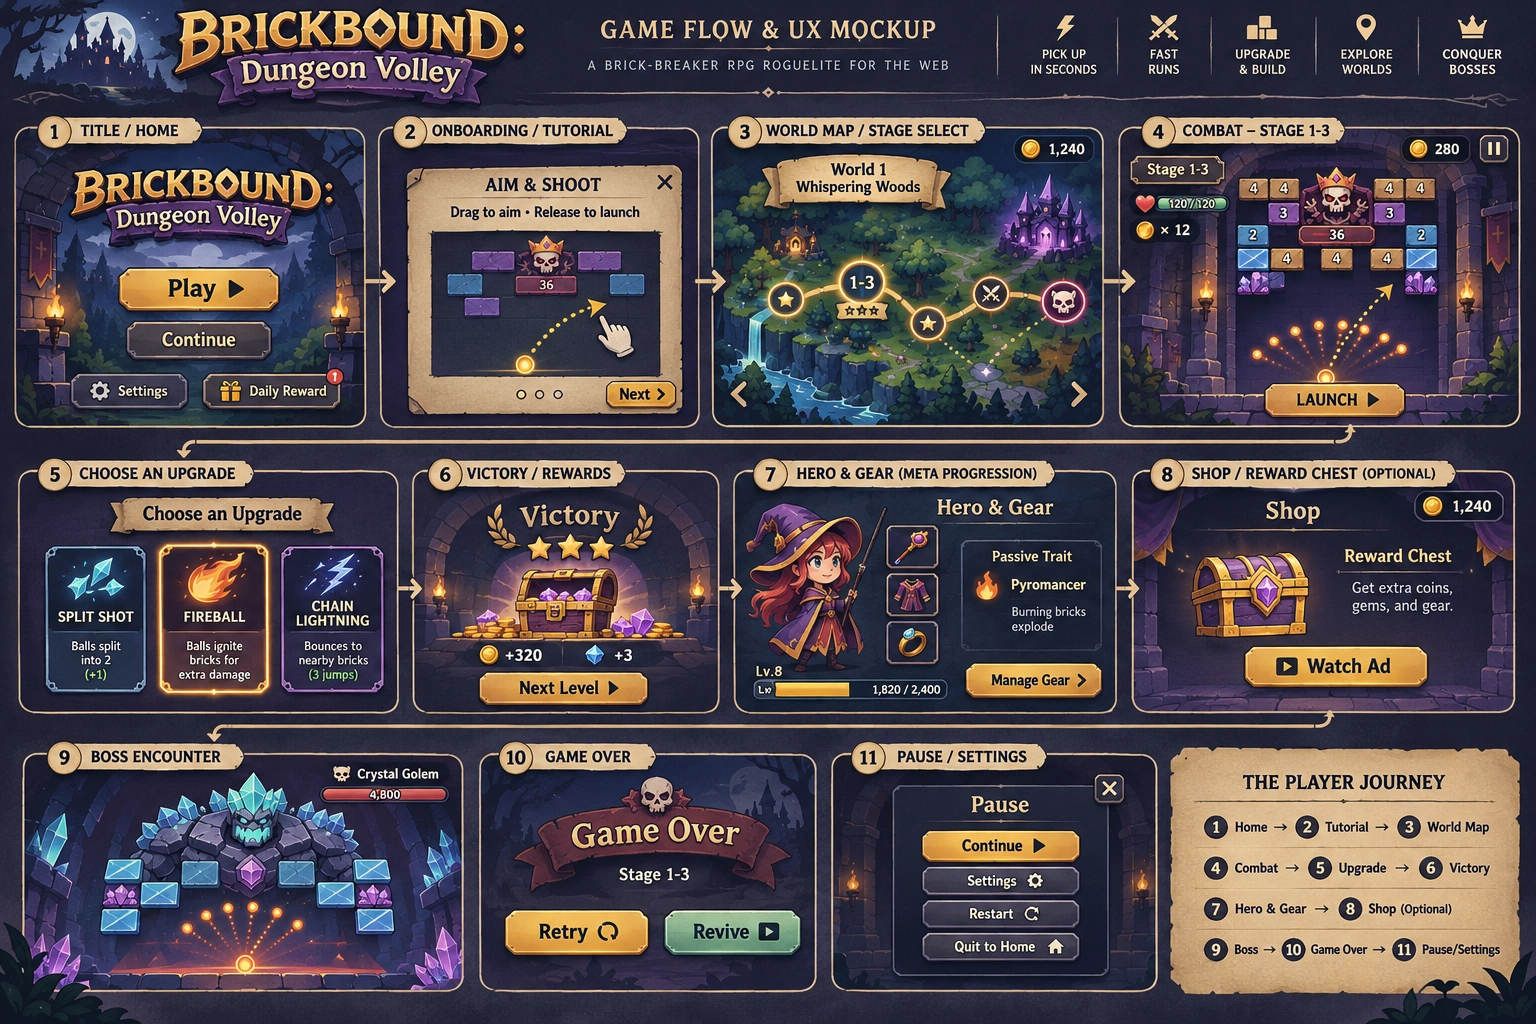 BRICKBOUND:
Dungeon Volley
GAME FLOW & UX MOCKUP
A BRICK-BREAKER RPG ROGUELITE FOR THE WEB
PICK UP
IN SECONDS
FAST
RUNS
UPGRADE
& BUILD
EXPLORE
WORLDS
CONQUER
BOSSES
1 TITLE / HOME
BRICKBOUND:
Dungeon Volley
Play
Continue
Settings
Daily Reward
1
2 ONBOARDING / TUTORIAL
AIM & SHOOT
Drag to aim • Release to launch
36
Next
3 WORLD MAP / STAGE SELECT
1,240
World 1
Whispering Woods
1-3
4 COMBAT – STAGE 1-3
280
Stage 1-3
120/120
× 12
4 4 4 4
3 3
2 36 2
4 4 4
LAUNCH
5 CHOOSE AN UPGRADE
Choose an Upgrade
SPLIT SHOT
Balls split
into 2
(+1)
FIREBALL
Balls ignite
bricks for
extra damage
CHAIN
LIGHTNING
Bounces to
nearby bricks
(3 jumps)
6 VICTORY / REWARDS
Victory
+320
+3
Next Level
7 HERO & GEAR (META PROGRESSION)
Hero & Gear
Passive Trait
Pyromancer
Burning bricks
explode
Lv.8
1,820 / 2,400
Manage Gear
8 SHOP / REWARD CHEST (OPTIONAL)
Shop
1,240
Reward Chest
Get extra coins,
gems, and gear.
Watch Ad
9 BOSS ENCOUNTER
Crystal Golem
4,800
10 GAME OVER
Game Over
Stage 1-3
Retry
Revive
11 PAUSE / SETTINGS
Pause
Continue
Settings
Restart
Quit to Home
THE PLAYER JOURNEY
1 Home → 2 Tutorial → 3 World Map
4 Combat → 5 Upgrade → 6 Victory
7 Hero & Gear → 8 Shop (Optional)
9 Boss → 10 Game Over → 11 Pause/Settings